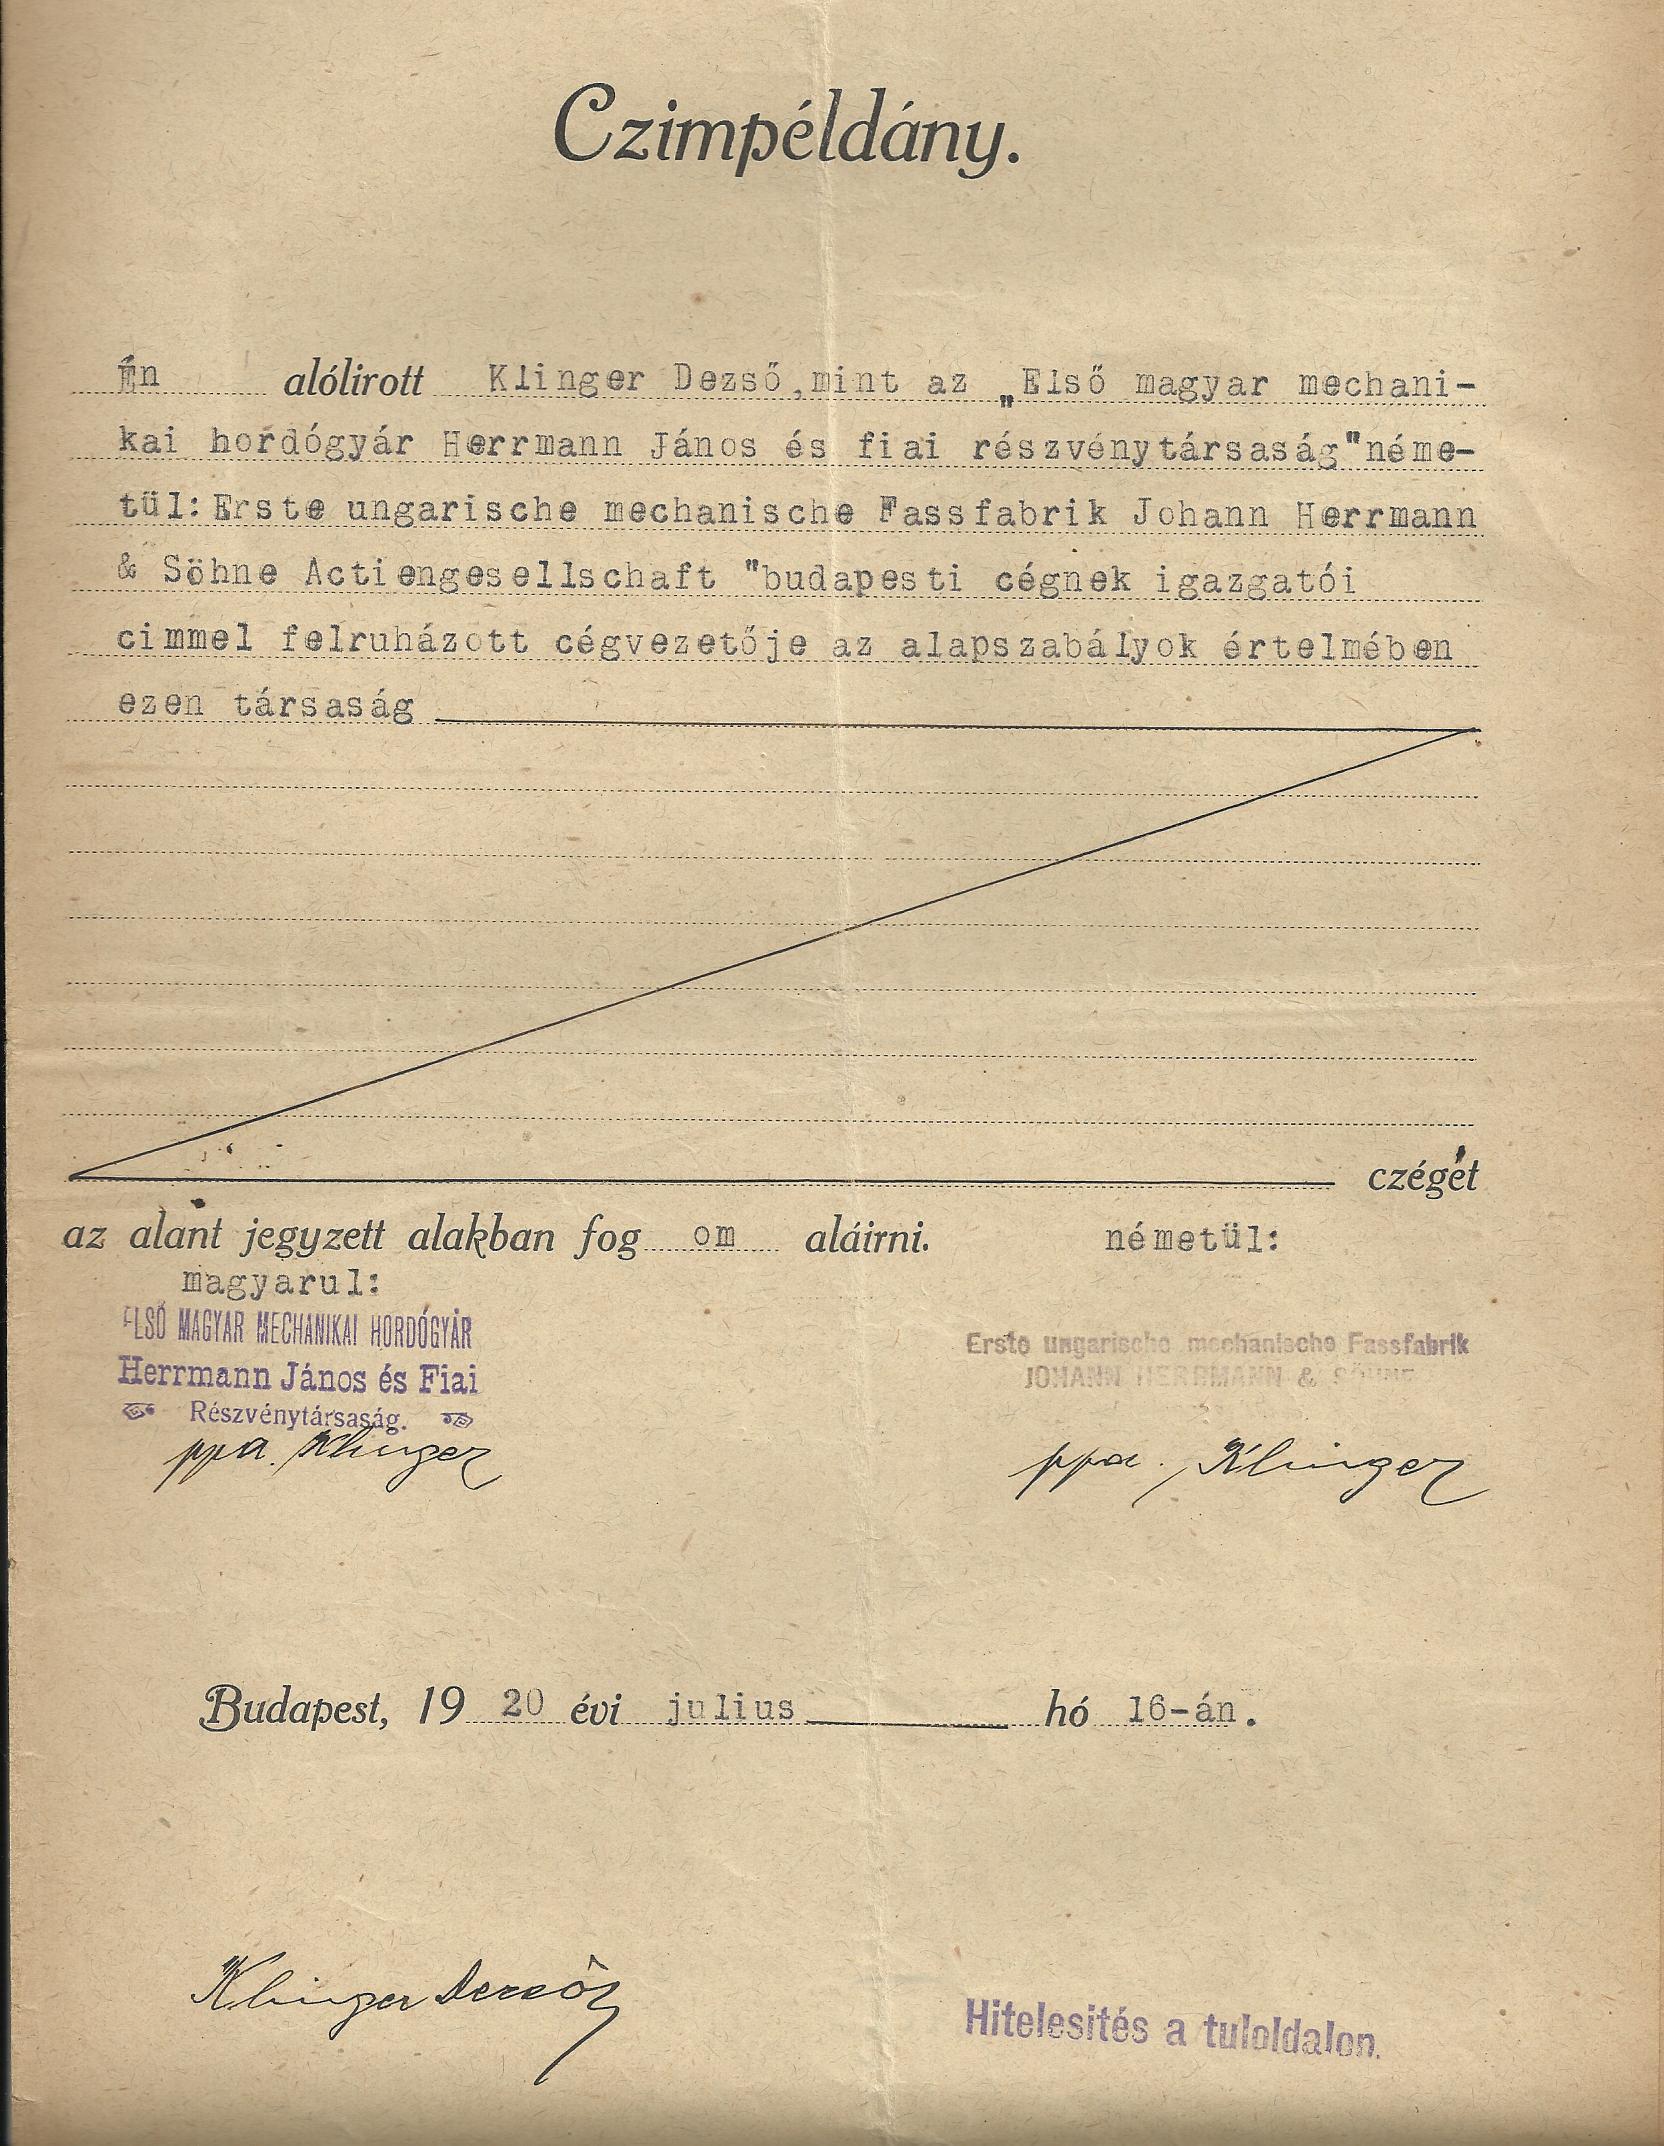 Czimpéldány.
Én alólirott Klinger Dezső,mint az „Első magyar mechani-
kai hordógyár Herrmann János és fiai részvénytársaság"néme-
tül:Erste ungarische mechanische Fassfabrik Johann Herrmann
& Söhne Actiengesellschaft "budapesti cégnek igazgatói
cimmel felruházott cégvezetője az alapszabályok értelmében
ezen társaság
czégét
az alant jegyzett alakban fog om aláirni. németül:
magyarul:
ELSŐ MAGYAR MECHANIKAI HORDÓGYÁR
Herrmann János és Fiai
Részvénytársaság.
ppa. Klinger
Erste ungarische mechanische Fassfabrik
JOHANN HERRMANN & SÖHNE
ppa. Klinger
Budapest, 19 20 évi julius hó 16-án.
Klinger Dezső
Hitelesités a tuloldalon.